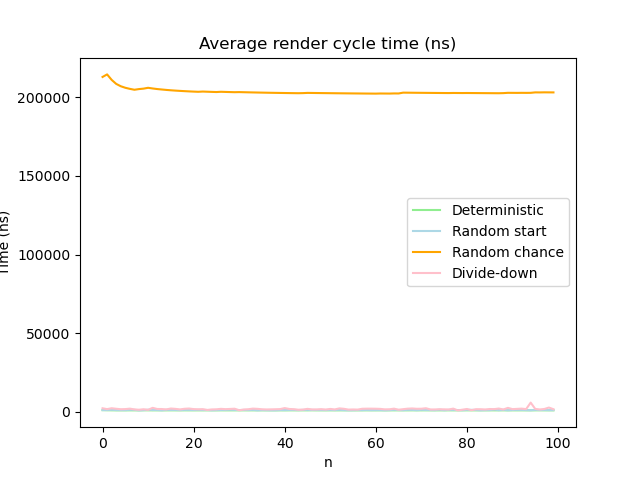 Average render cycle time (ns)
Time (ns)
200000
150000
100000
50000
0
Deterministic
Random start
Random chance
Divide-down
0 20 40 60 80 100
n